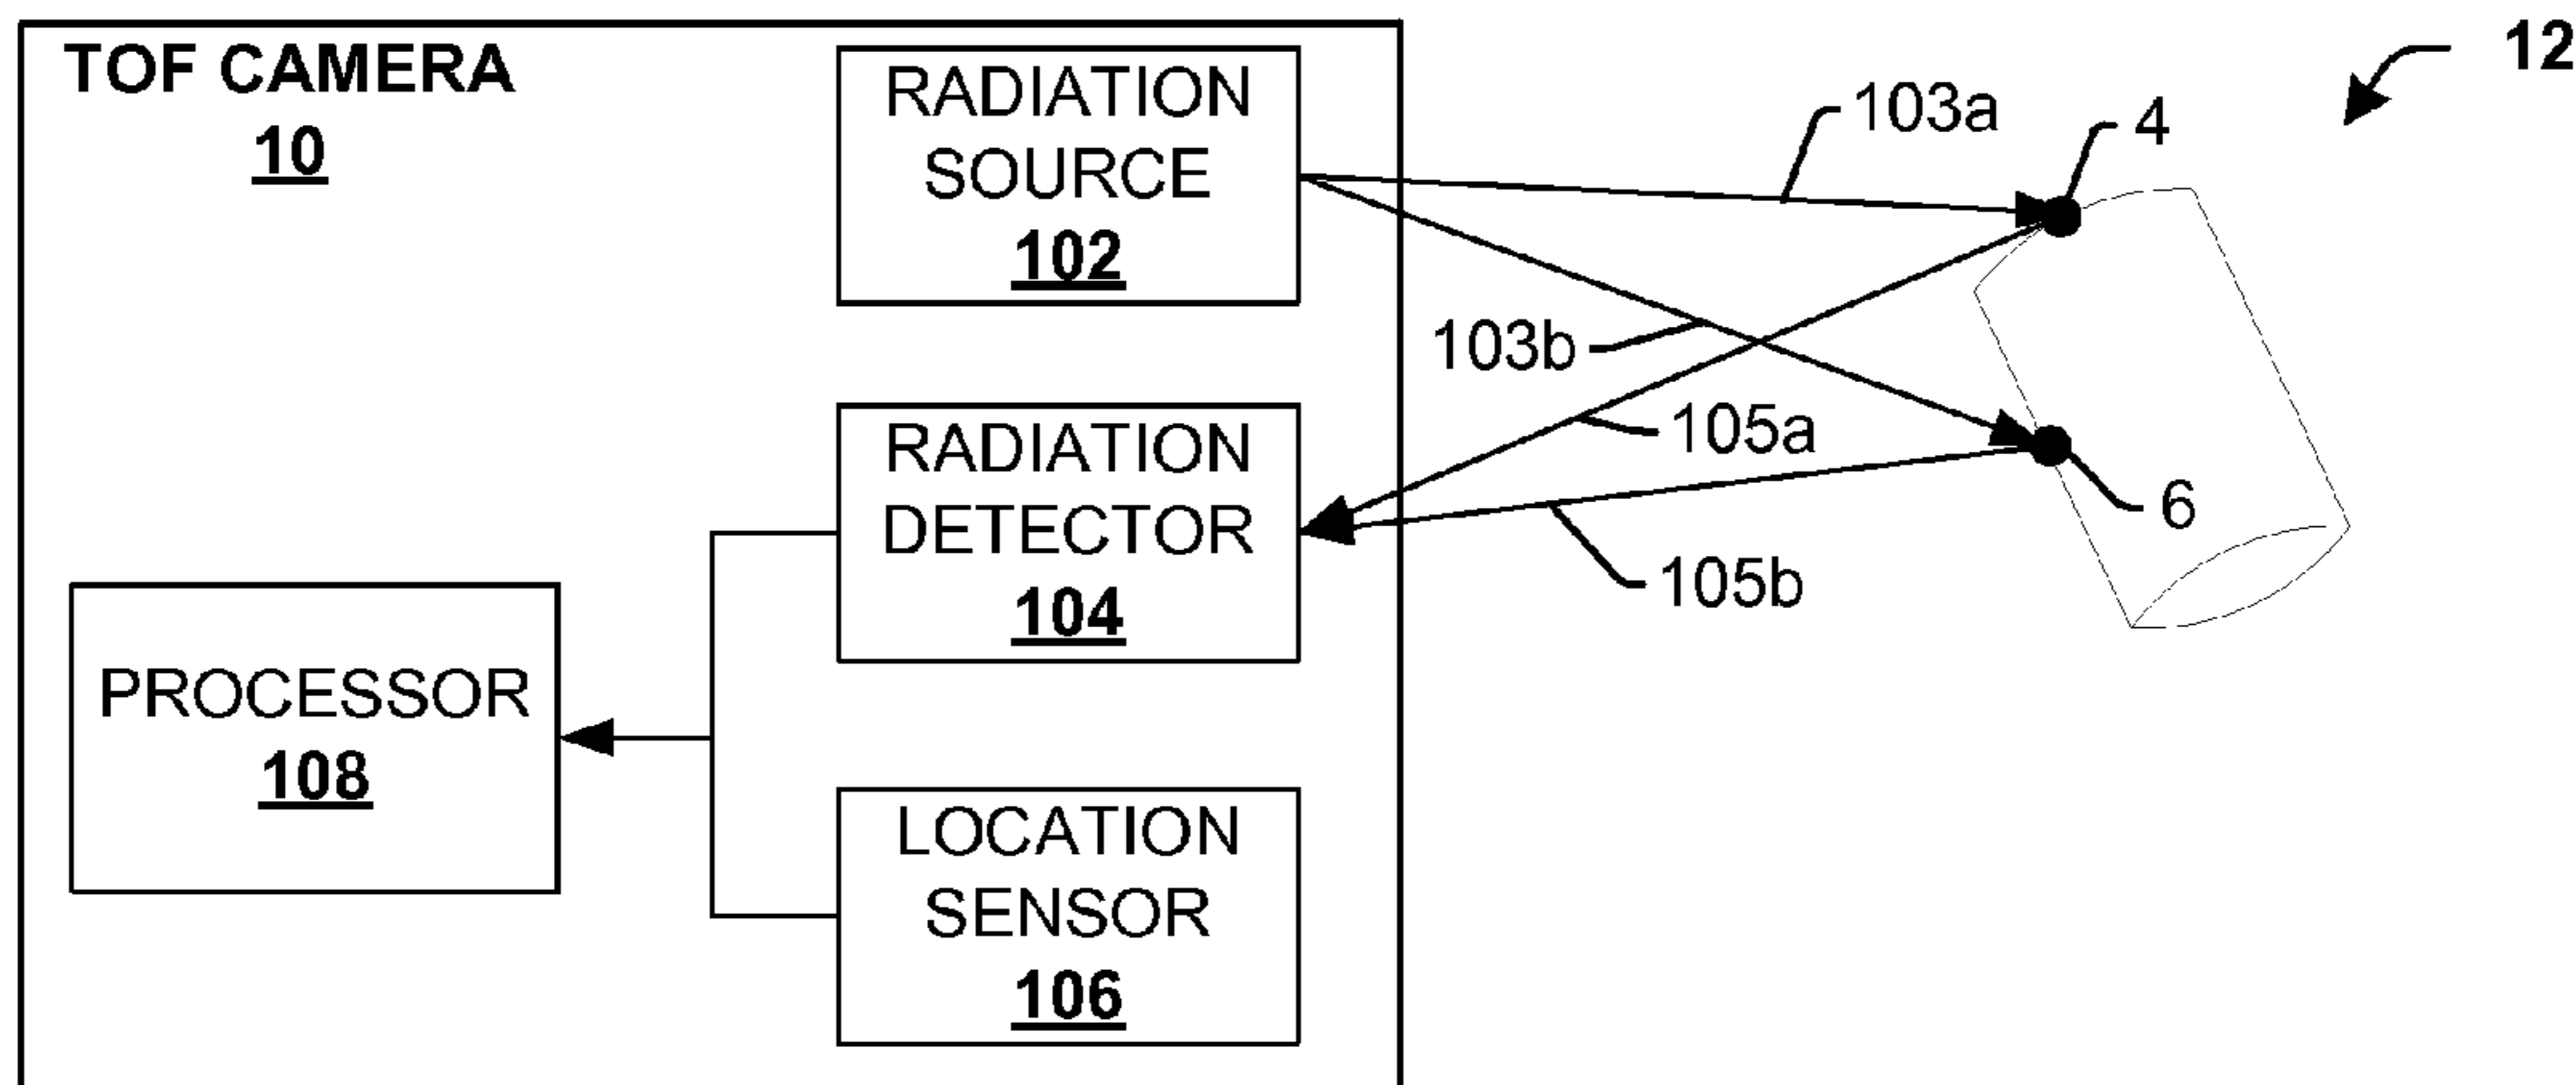 TOF CAMERA
10
RADIATION
SOURCE
102
103a
4
12
103b
105a
6
105b
RADIATION
DETECTOR
104
PROCESSOR
108
LOCATION
SENSOR
106